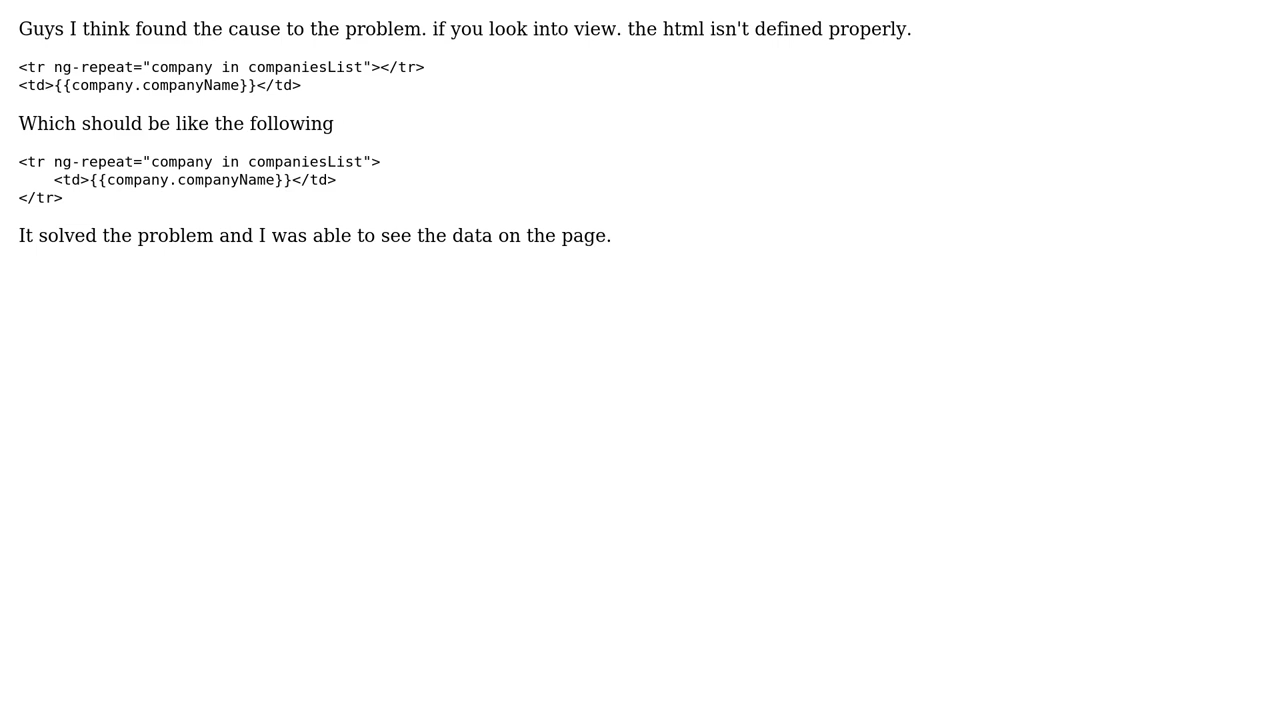 Guys I think found the cause to the problem. if you look into view. the html isn't defined properly.
<tr ng-repeat="company in companiesList"></tr>
<td>{{company.companyName}}</td>
Which should be like the following
<tr ng-repeat="company in companiesList">
    <td>{{company.companyName}}</td>
</tr>
It solved the problem and I was able to see the data on the page.